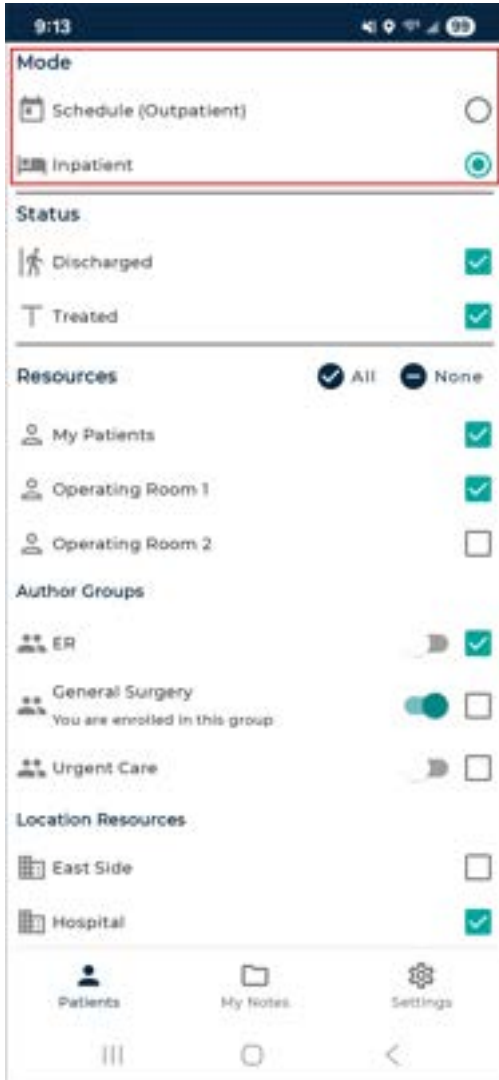 9:13
99
Mode
Schedule (Outpatient)
Inpatient
Status
Discharged
Treated
Resources All None
My Patients
Operating Room 1
Operating Room 2
Author Groups
ER
General Surgery
You are enrolled in this group
Urgent Care
Location Resources
East Side
Hospital
Patients My Notes Settings